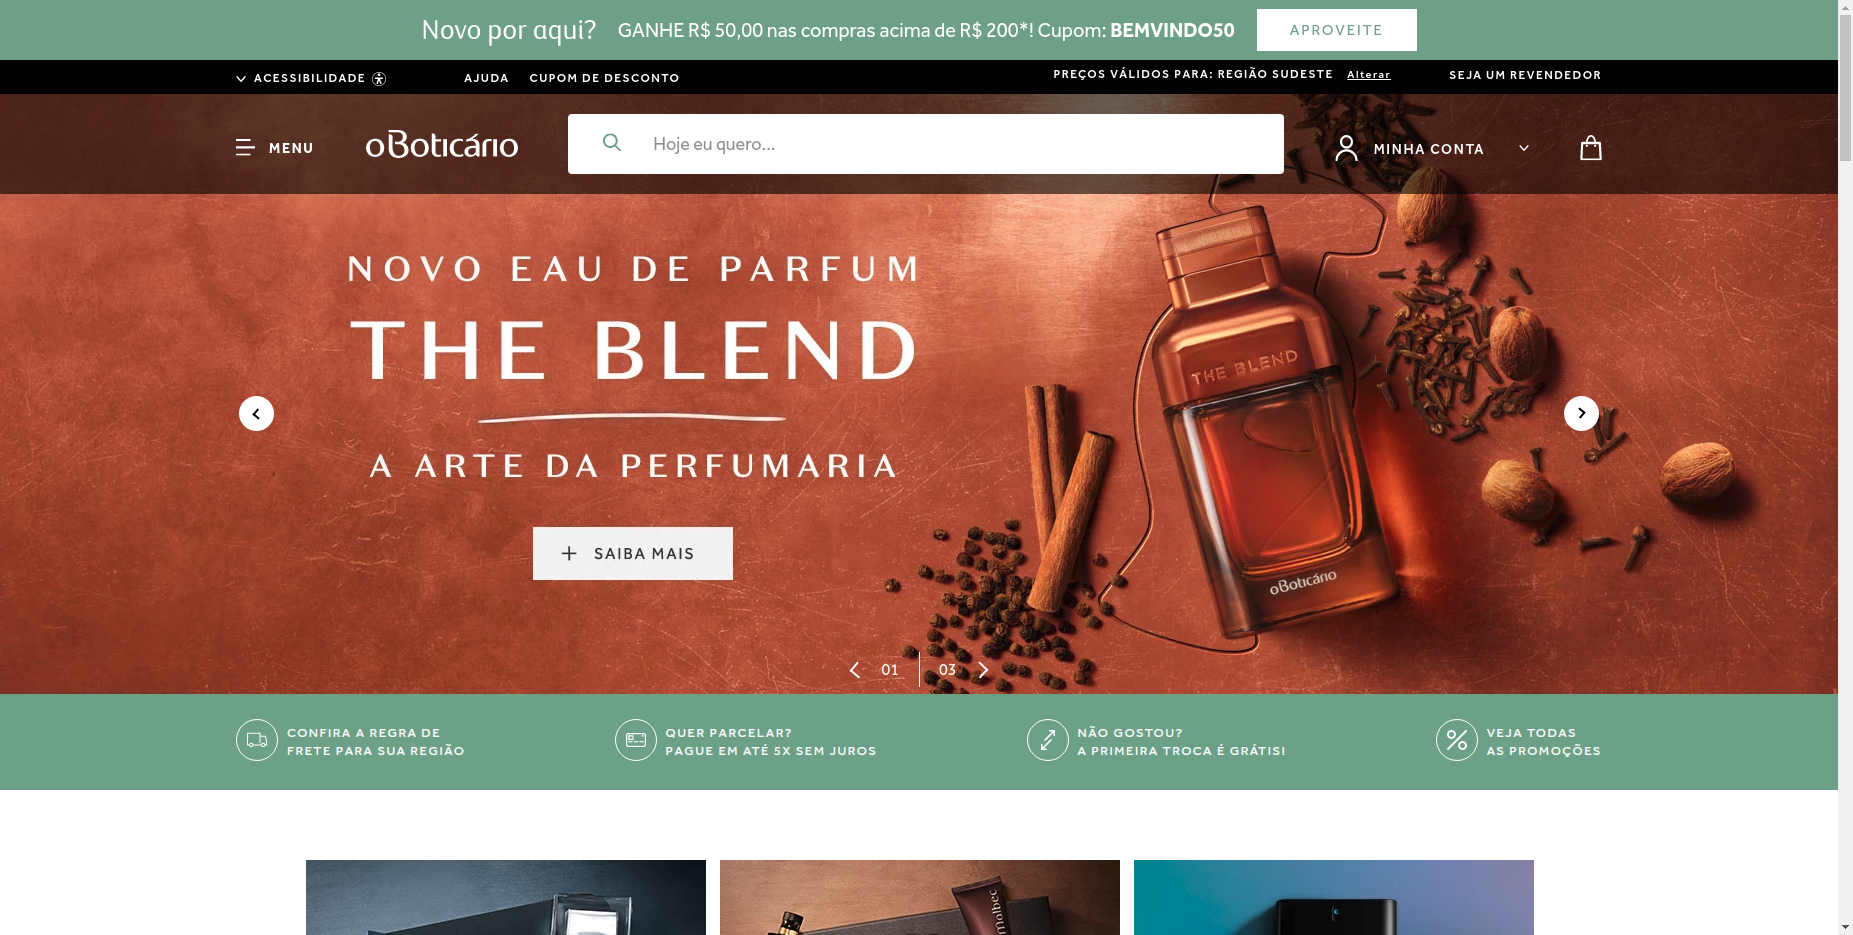 Novo por aqui? GANHE R$ 50,00 nas compras acima de R$ 200*! Cupom: BEMVINDO50 APROVEITE
ACESSIBILIDADE AJUDA CUPOM DE DESCONTO PREÇOS VÁLIDOS PARA: REGIÃO SUDESTE Alterar SEJA UM REVENDEDOR
MENU oBoticário Hoje eu quero... MINHA CONTA
NOVO EAU DE PARFUM
THE BLEND
A ARTE DA PERFUMARIA
SAIBA MAIS
THE BLEND
oBoticário
01 03
CONFIRA A REGRA DE
FRETE PARA SUA REGIÃO
QUER PARCELAR?
PAGUE EM ATÉ 5X SEM JUROS
NÃO GOSTOU?
A PRIMEIRA TROCA É GRÁTIS!
VEJA TODAS
AS PROMOÇÕES
malbec